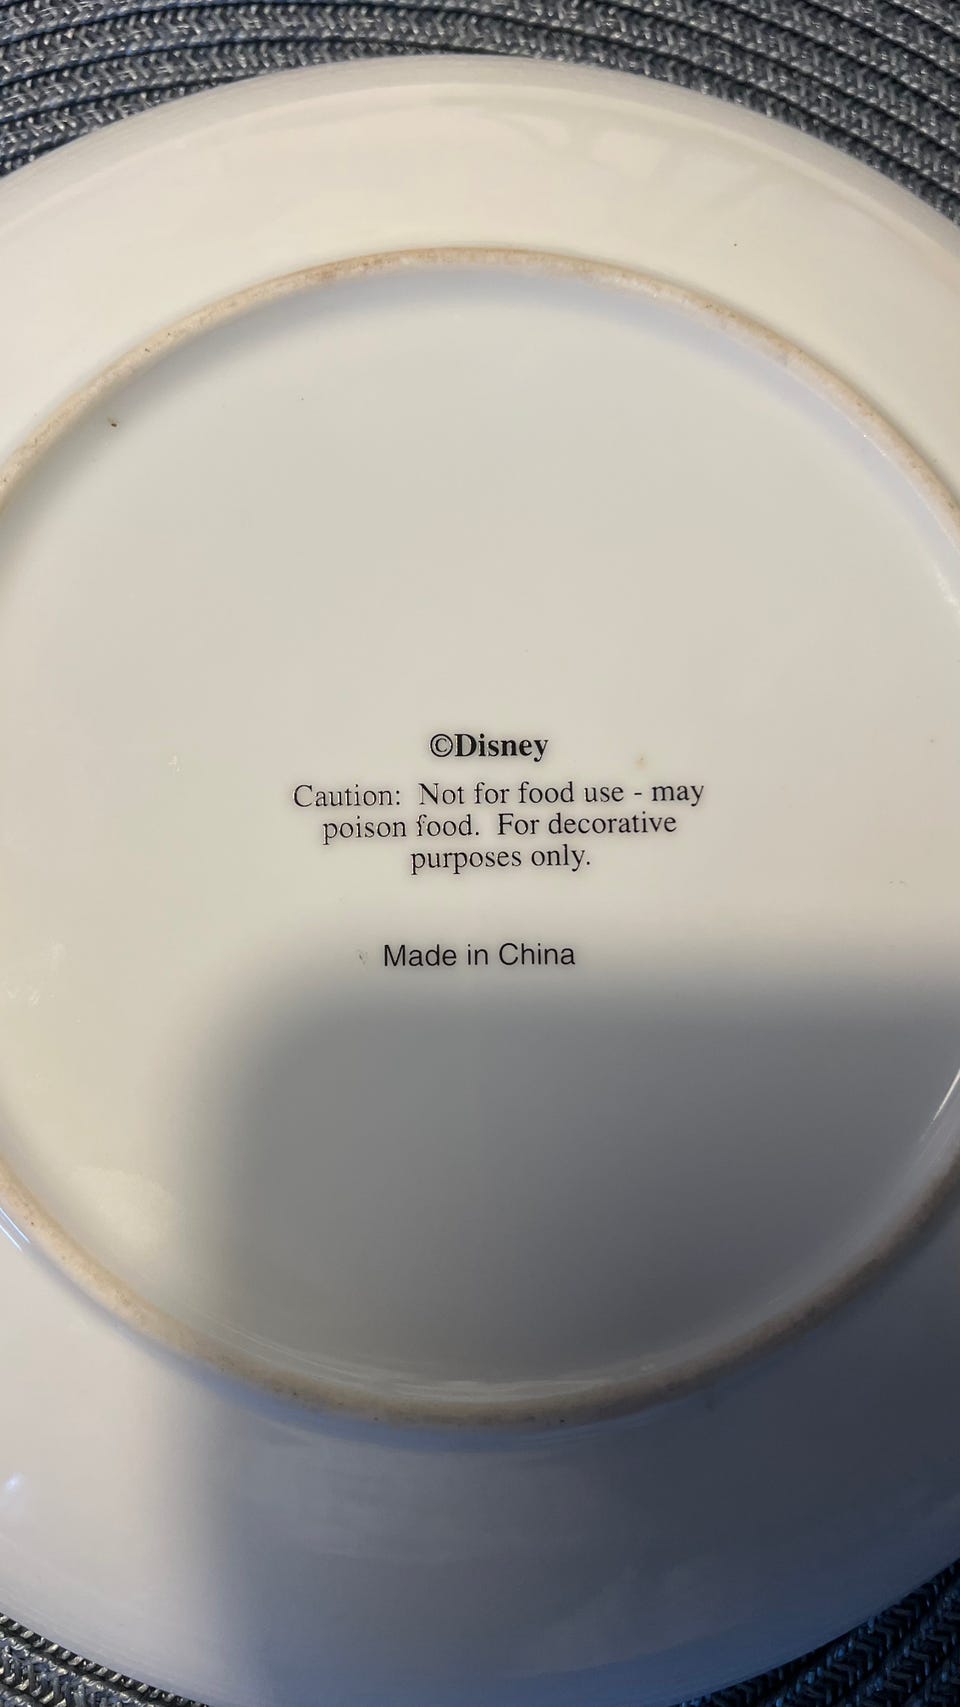 ©Disney
Caution: Not for food use - may
poison food. For decorative
purposes only.
Made in China